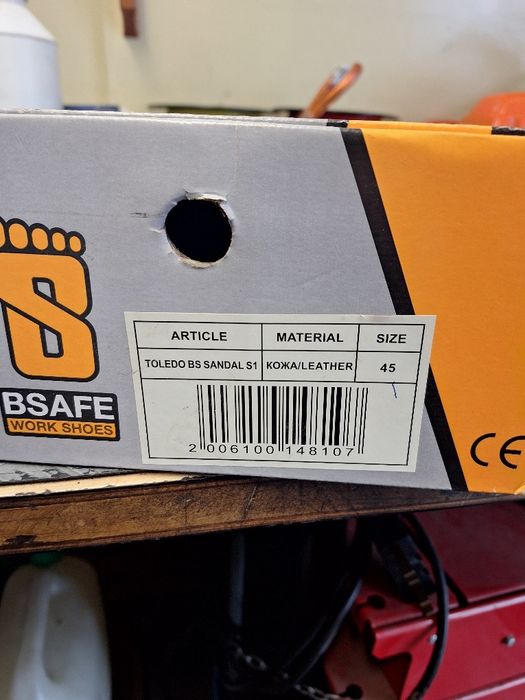 S
BSAFE
WORK SHOES
ARTICLE MATERIAL SIZE
TOLEDO BS SANDAL S1 КОЖА/LEATHER 45
2 006100 148107
CE